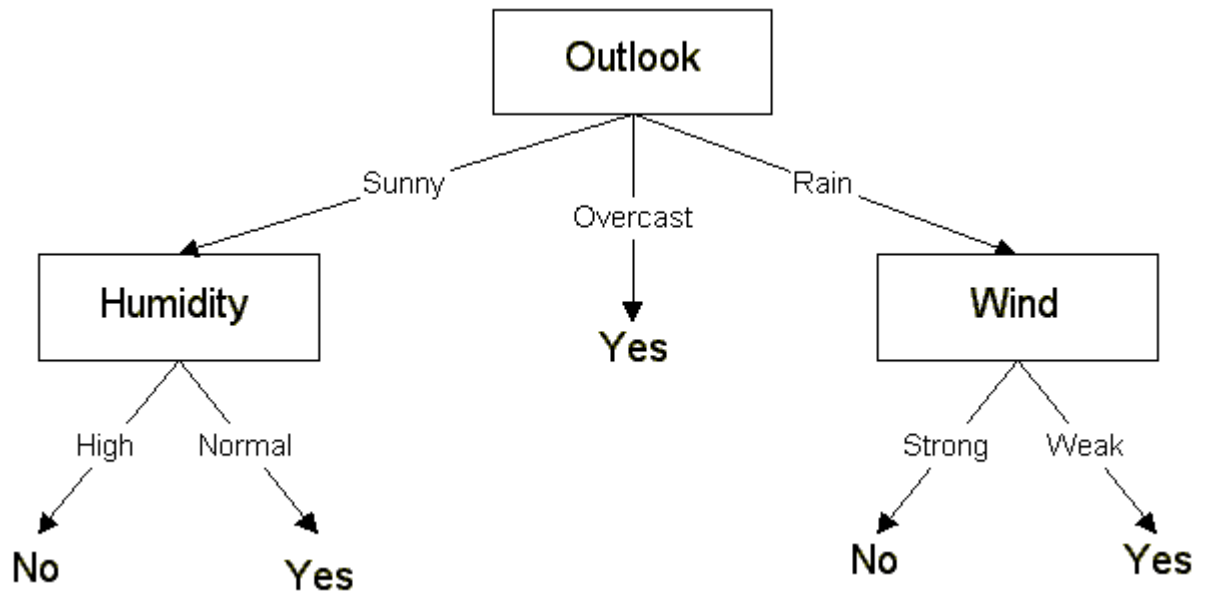 Outlook
Sunny
Overcast
Rain
Humidity
Yes
Wind
High
Normal
Strong
Weak
No
Yes
No
Yes